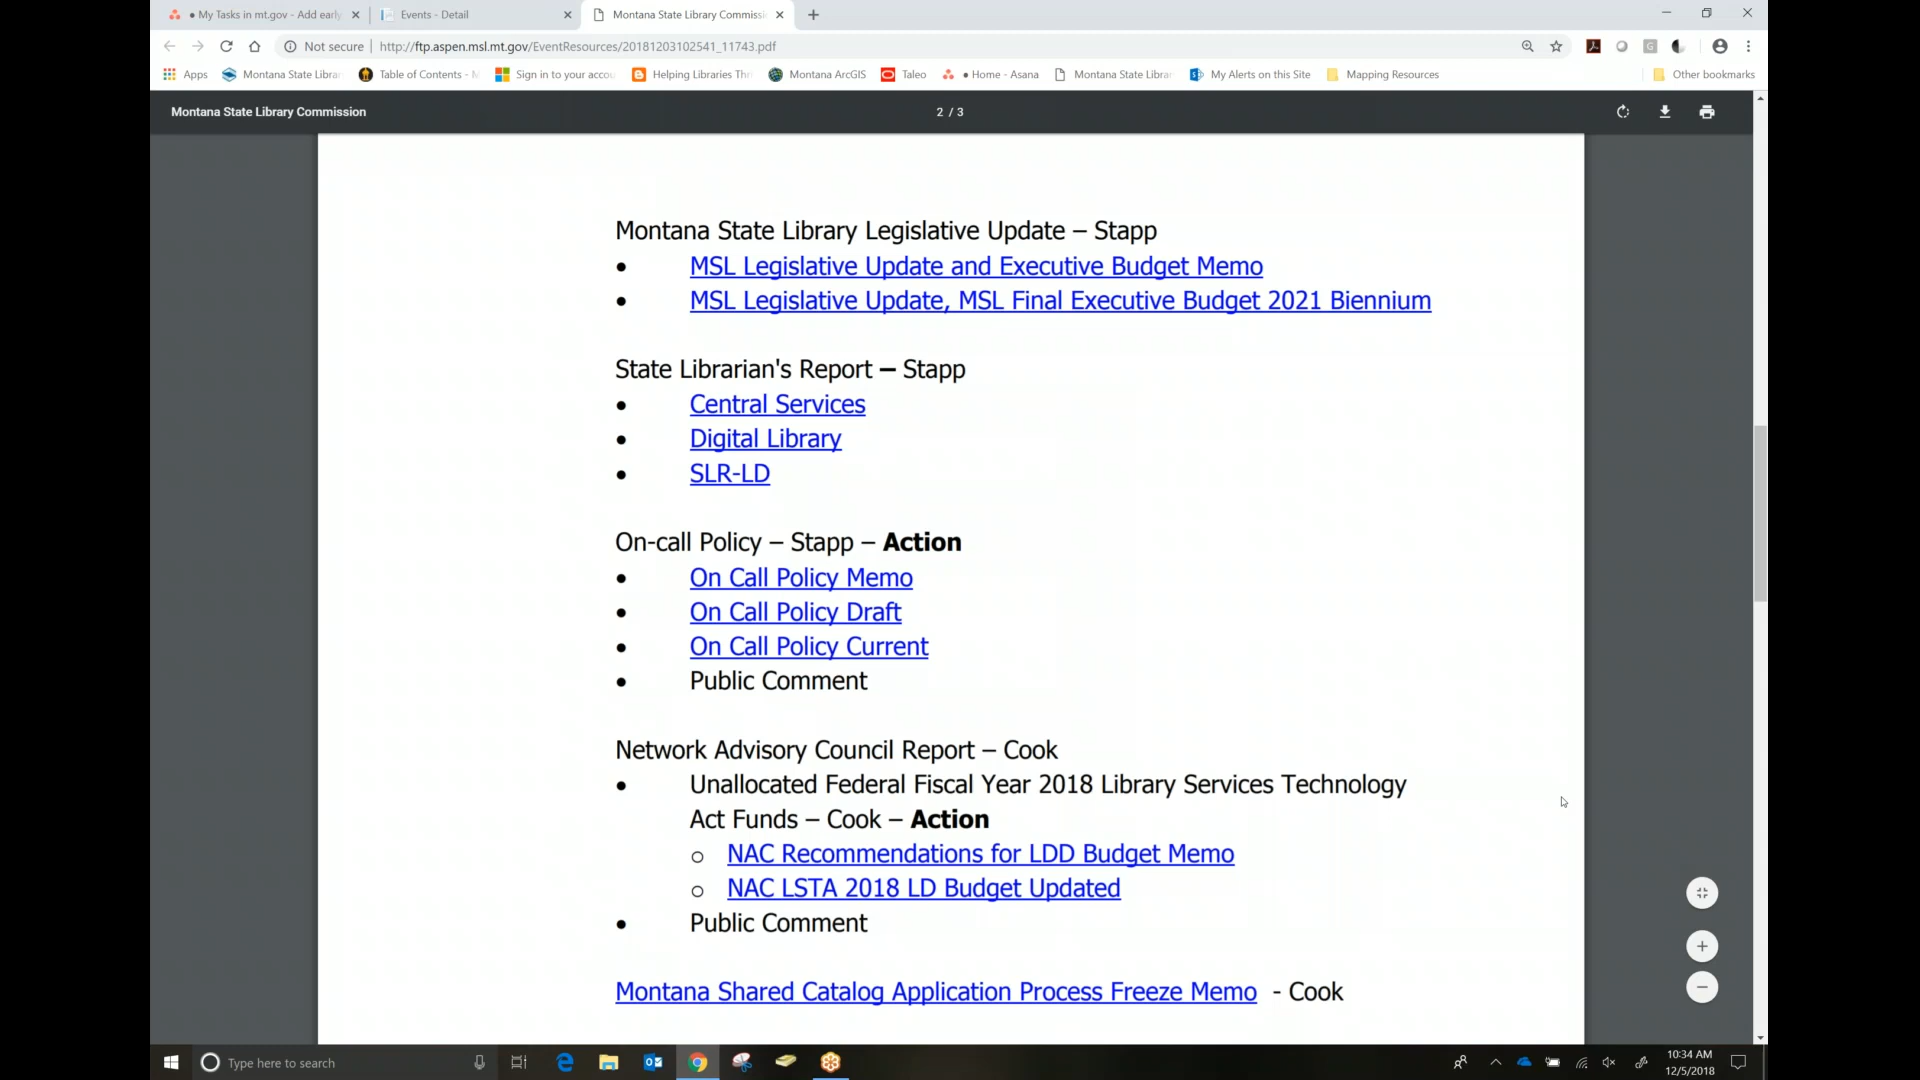 ● My Tasks in mt.gov - Add early
Events - Detail
Montana State Library Commissi
Not secure
http://ftp.aspen.msl.mt.gov/EventResources/20181203102541_11743.pdf
Apps
Montana State Librar
Table of Contents - M
Sign in to your accou
Helping Libraries Thri
Montana ArcGIS
Taleo
● Home - Asana
Montana State Librar
My Alerts on this Site
Mapping Resources
Other bookmarks
Montana State Library Commission
2 / 3
Montana State Library Legislative Update – Stapp
• MSL Legislative Update and Executive Budget Memo
• MSL Legislative Update, MSL Final Executive Budget 2021 Biennium
State Librarian's Report – Stapp
• Central Services
• Digital Library
• SLR-LD
On-call Policy – Stapp – Action
• On Call Policy Memo
• On Call Policy Draft
• On Call Policy Current
• Public Comment
Network Advisory Council Report – Cook
• Unallocated Federal Fiscal Year 2018 Library Services Technology
Act Funds – Cook – Action
o NAC Recommendations for LDD Budget Memo
o NAC LSTA 2018 LD Budget Updated
• Public Comment
Montana Shared Catalog Application Process Freeze Memo - Cook
Type here to search
10:34 AM
12/5/2018